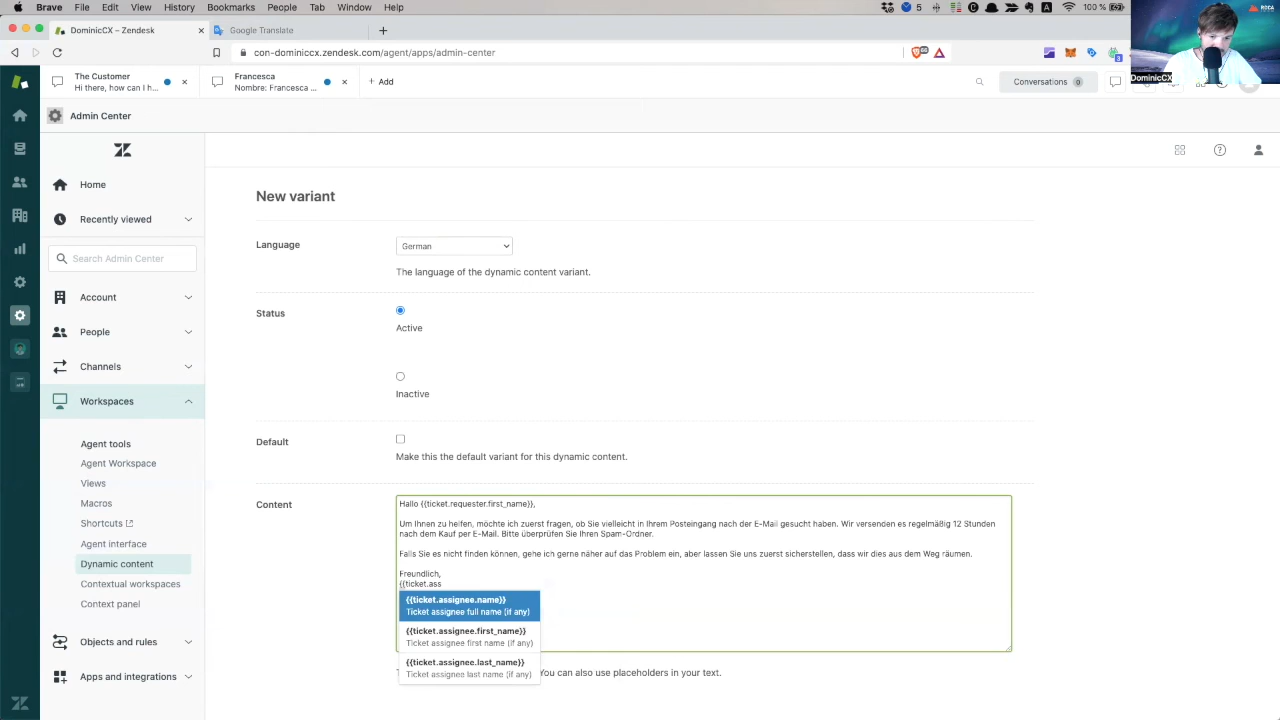 Brave File Edit View History Bookmarks People Tab Window Help
5
A
100 %
ROCA
DominicCX – Zendesk
Google Translate
con-dominiccx.zendesk.com/agent/apps/admin-center
3
DominicCX
The Customer
Hi there, how can I h...
Francesca
Nombre: Francesca ...
+ Add
Conversations 0
Admin Center
Home
Recently viewed
Search Admin Center
Account
People
Channels
Workspaces
Agent tools
Agent Workspace
Views
Macros
Shortcuts
Agent interface
Dynamic content
Contextual workspaces
Context panel
Objects and rules
Apps and integrations
New variant
Language
German
The language of the dynamic content variant.
Status
Active
Inactive
Default
Make this the default variant for this dynamic content.
Content
Hallo {{ticket.requester.first_name}},
Um Ihnen zu helfen, möchte ich zuerst fragen, ob Sie vielleicht in Ihrem Posteingang nach der E-Mail gesucht haben. Wir versenden es regelmäßig 12 Stunden
nach dem Kauf per E-Mail. Bitte überprüfen Sie Ihren Spam-Ordner.
Falls Sie es nicht finden können, gehe ich gerne näher auf das Problem ein, aber lassen Sie uns zuerst sicherstellen, dass wir dies aus dem Weg räumen.
Freundlich,
{{ticket.ass
{{ticket.assignee.name}}
Ticket assignee full name (if any)
{{ticket.assignee.first_name}}
Ticket assignee first name (if any)
{{ticket.assignee.last_name}}
Ticket assignee last name (if any)
You can also use placeholders in your text.